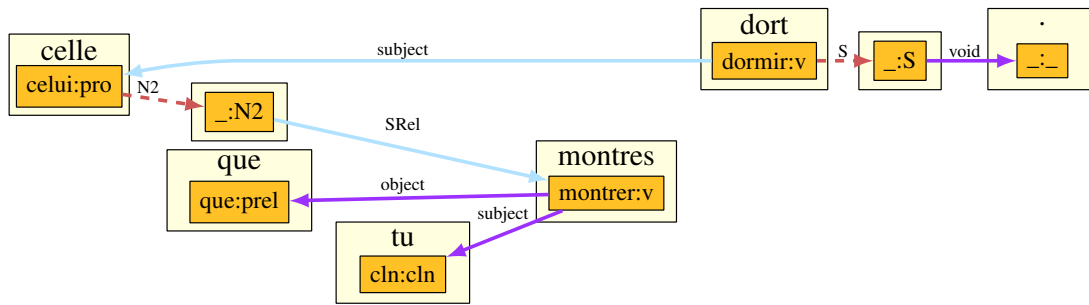 celle
celui:pro
subject
dort
dormir:v
S
_:S
void
.
_:_
N2
_:N2
SRel
que
que:prel
object
montres
montrer:v
subject
tu
cln:cln